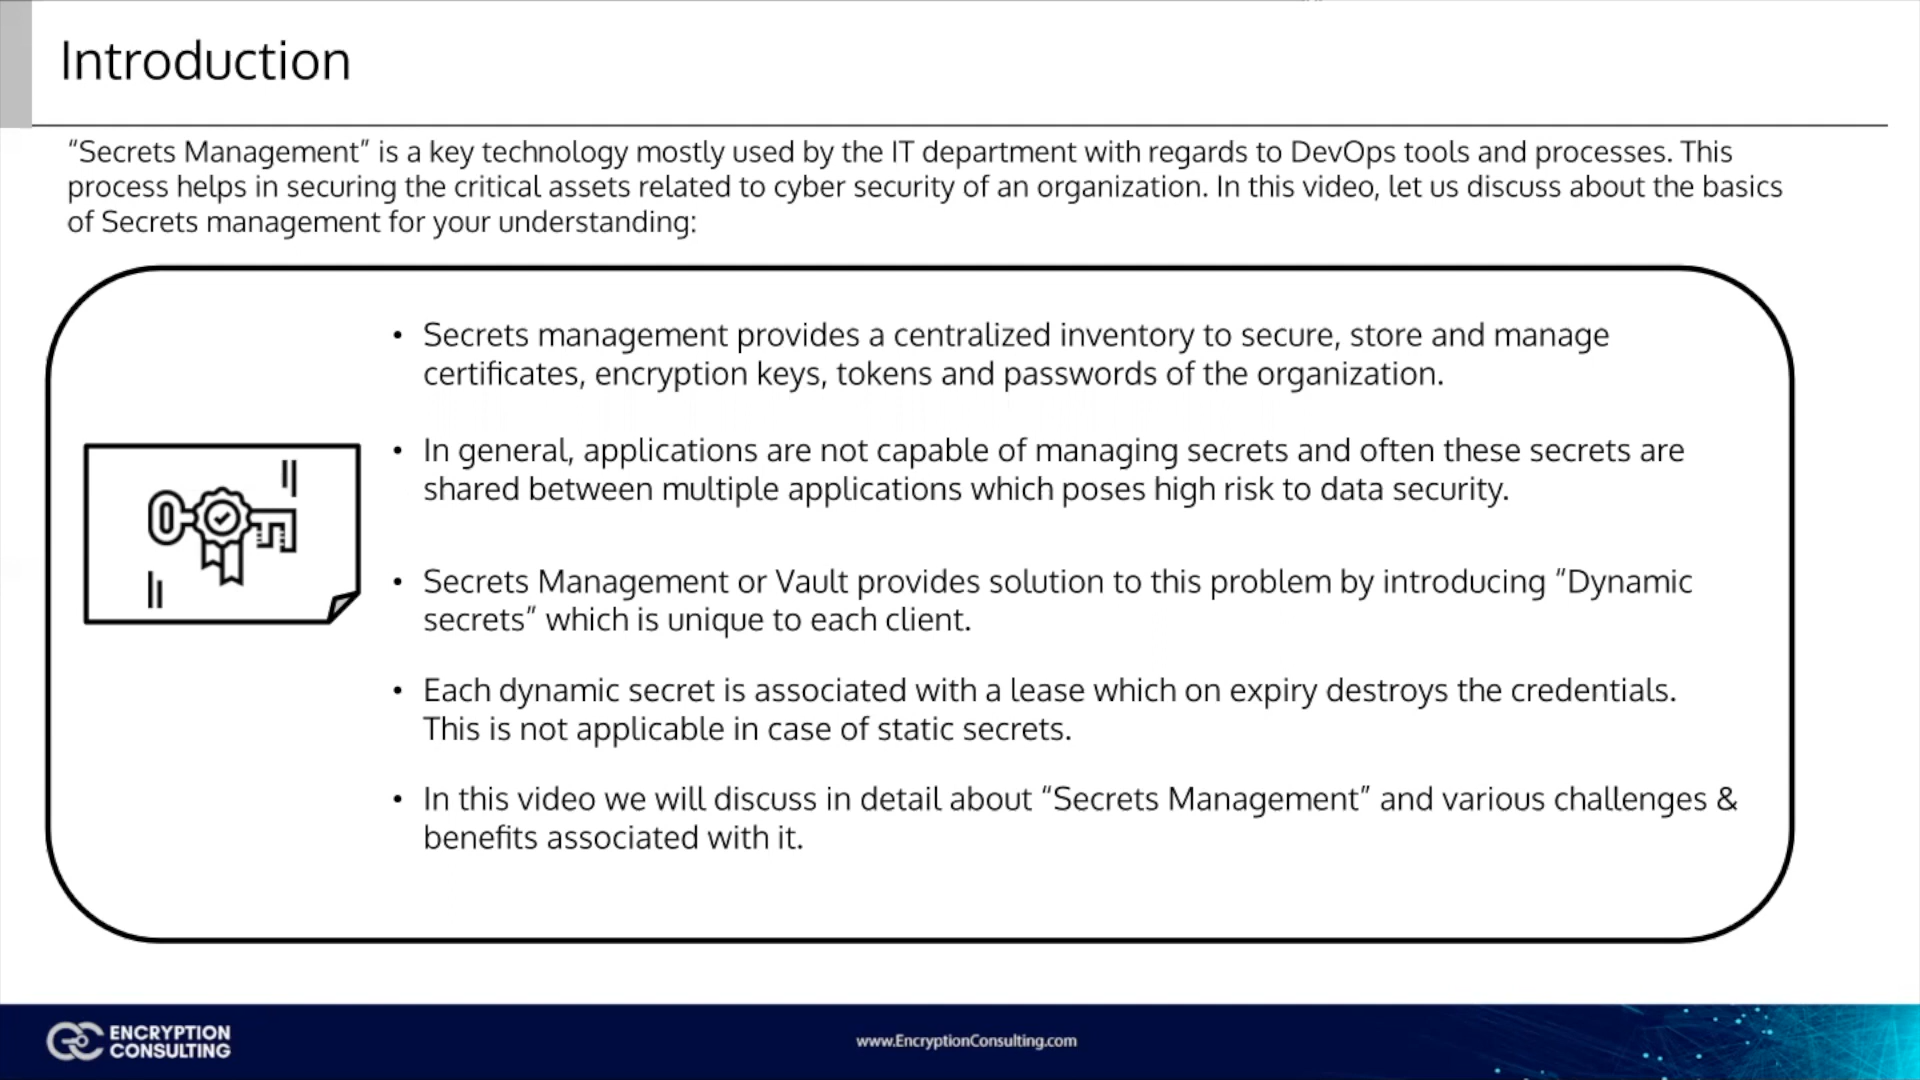 Introduction
“Secrets Management” is a key technology mostly used by the IT department with regards to DevOps tools and processes. This
process helps in securing the critical assets related to cyber security of an organization. In this video, let us discuss about the basics
of Secrets management for your understanding:
• Secrets management provides a centralized inventory to secure, store and manage
certificates, encryption keys, tokens and passwords of the organization.
• In general, applications are not capable of managing secrets and often these secrets are
shared between multiple applications which poses high risk to data security.
• Secrets Management or Vault provides solution to this problem by introducing “Dynamic
secrets” which is unique to each client.
• Each dynamic secret is associated with a lease which on expiry destroys the credentials.
This is not applicable in case of static secrets.
• In this video we will discuss in detail about “Secrets Management” and various challenges &
benefits associated with it.
ENCRYPTION
CONSULTING
www.EncryptionConsulting.com